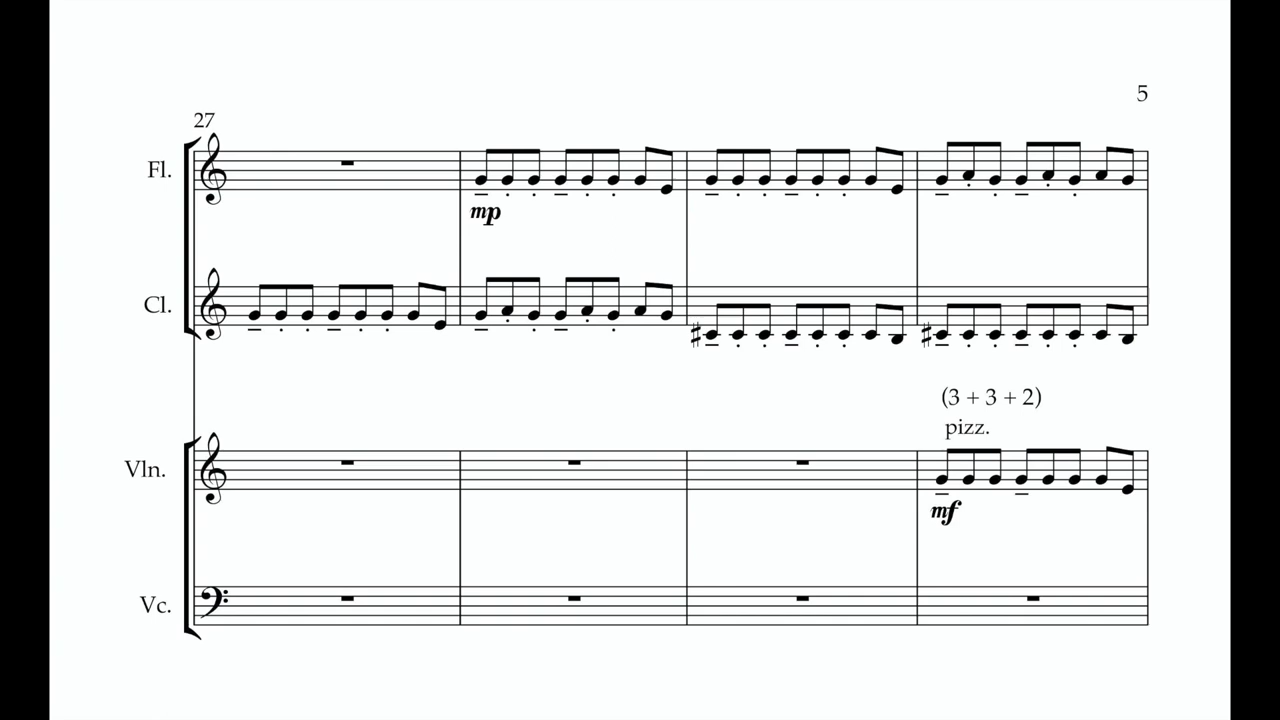 5
27
Fl.
mp
Cl.
(3 + 3 + 2)
pizz.
Vln.
mf
Vc.